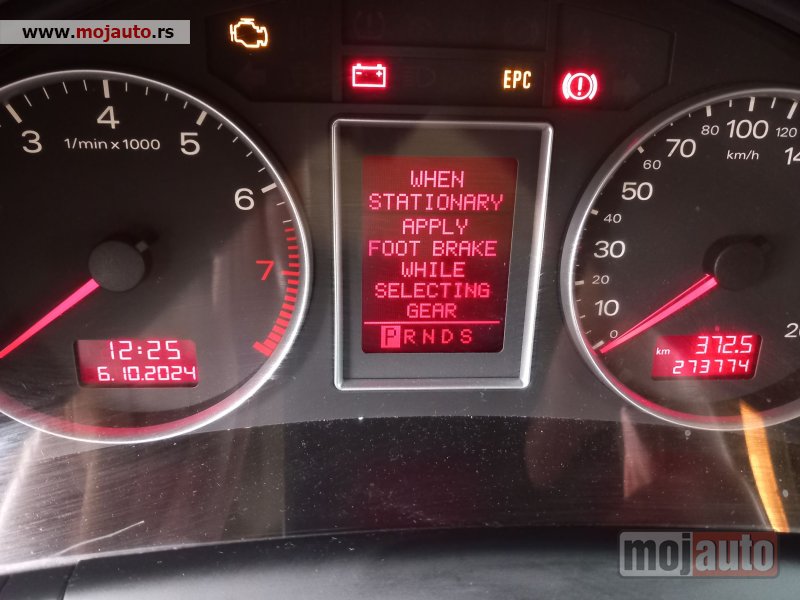 www.mojauto.rs
EPC
3
4
5
6
7
1/min x 1000
12:25
6.10.2024
WHEN
STATIONARY
APPLY
FOOT BRAKE
WHILE
SELECTING
GEAR
PRNDS
0
10
20
30
40
50
60
70
80
100
120
km/h
km 372.5
273774
mojauto